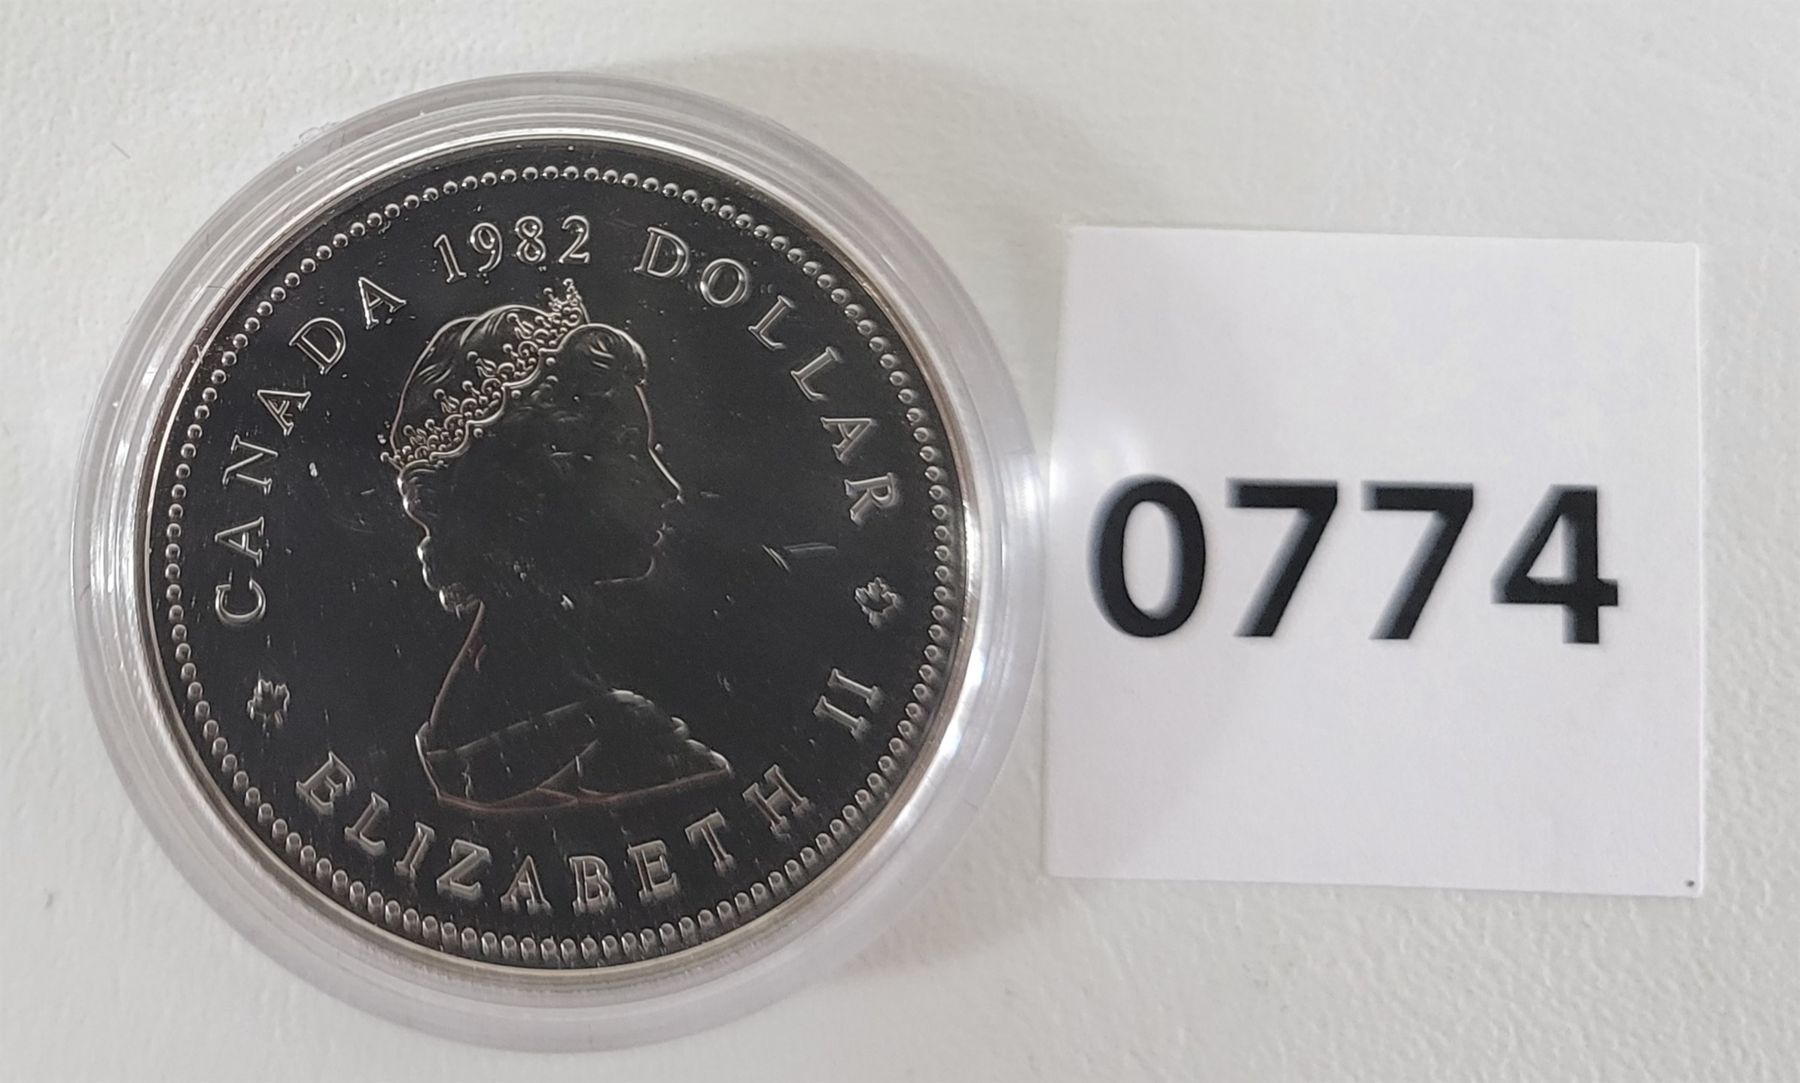 CANADA 1982 DOLLAR
ELIZABETH II
0774